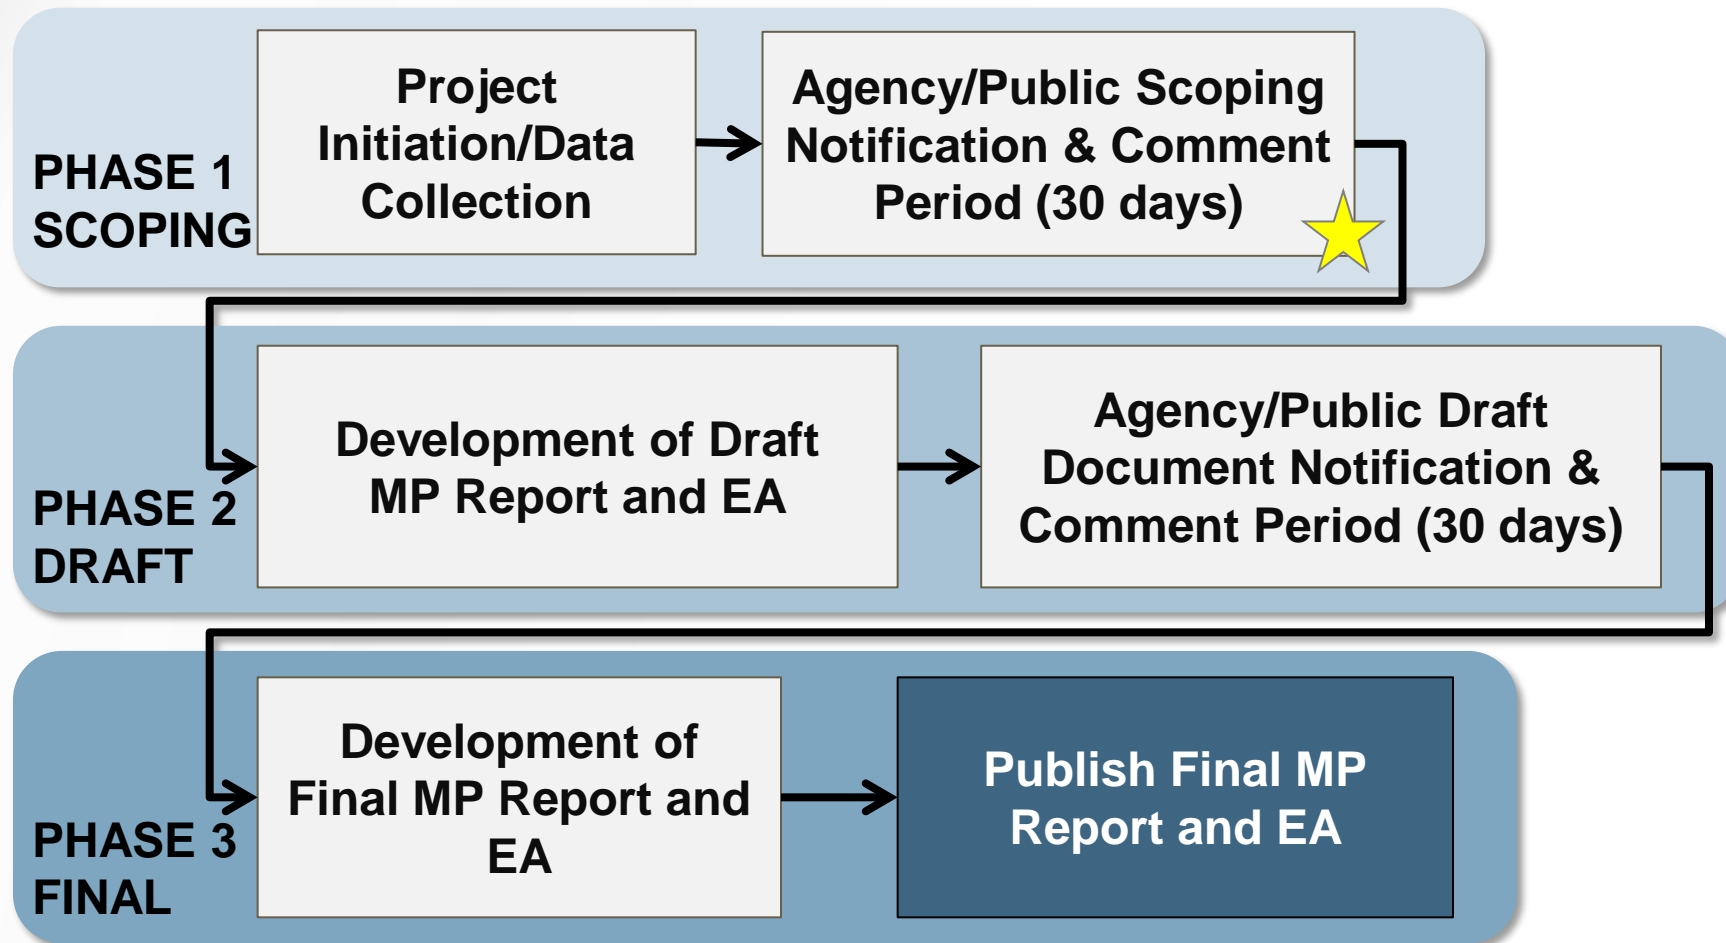 PHASE 1
SCOPING
Project
Initiation/Data
Collection
Agency/Public Scoping
Notification & Comment
Period (30 days)
PHASE 2
DRAFT
Development of Draft
MP Report and EA
Agency/Public Draft
Document Notification &
Comment Period (30 days)
PHASE 3
FINAL
Development of
Final MP Report and
EA
Publish Final MP
Report and EA